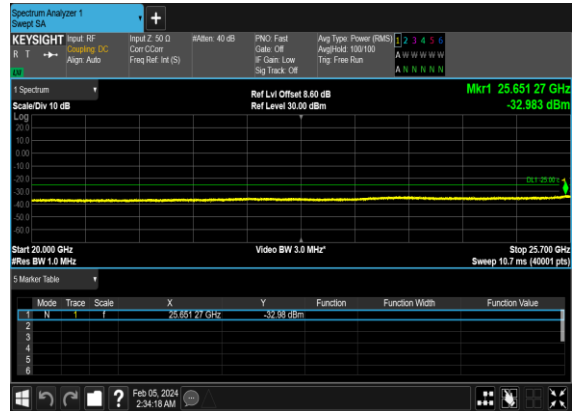 Spectrum Analyzer 1
Swept SA
+
KEYSIGHT Input: RF Input Z: 50 Ω #Atten: 40 dB PNO: Fast Avg Type: Power (RMS) 1 2 3 4 5 6
R T Coupling: DC Corr CCorr Gate: Off Avg|Hold: 100/100 A W W W W W
Align: Auto Freq Ref: Int (S) IF Gain: Low Trig: Free Run
Sig Track: Off A N N N N N
1 Spectrum Ref Lvl Offset 8.60 dB Mkr1 25.651 27 GHz
Scale/Div 10 dB Ref Level 30.00 dBm -32.983 dBm
Log
20.0
10.0
0.00
-10.0
-20.0
DL1 -25.00
-30.0
-40.0
-50.0
-60.0
Start 20.000 GHz Video BW 3.0 MHz* Stop 25.700 GHz
#Res BW 1.0 MHz Sweep 10.7 ms (40001 pts)
5 Marker Table
Mode Trace Scale X Y Function Function Width Function Value
1 N 1 f 25.651 27 GHz -32.98 dBm
2
3
4
5
6
? Feb 05, 2024
2:34:18 AM